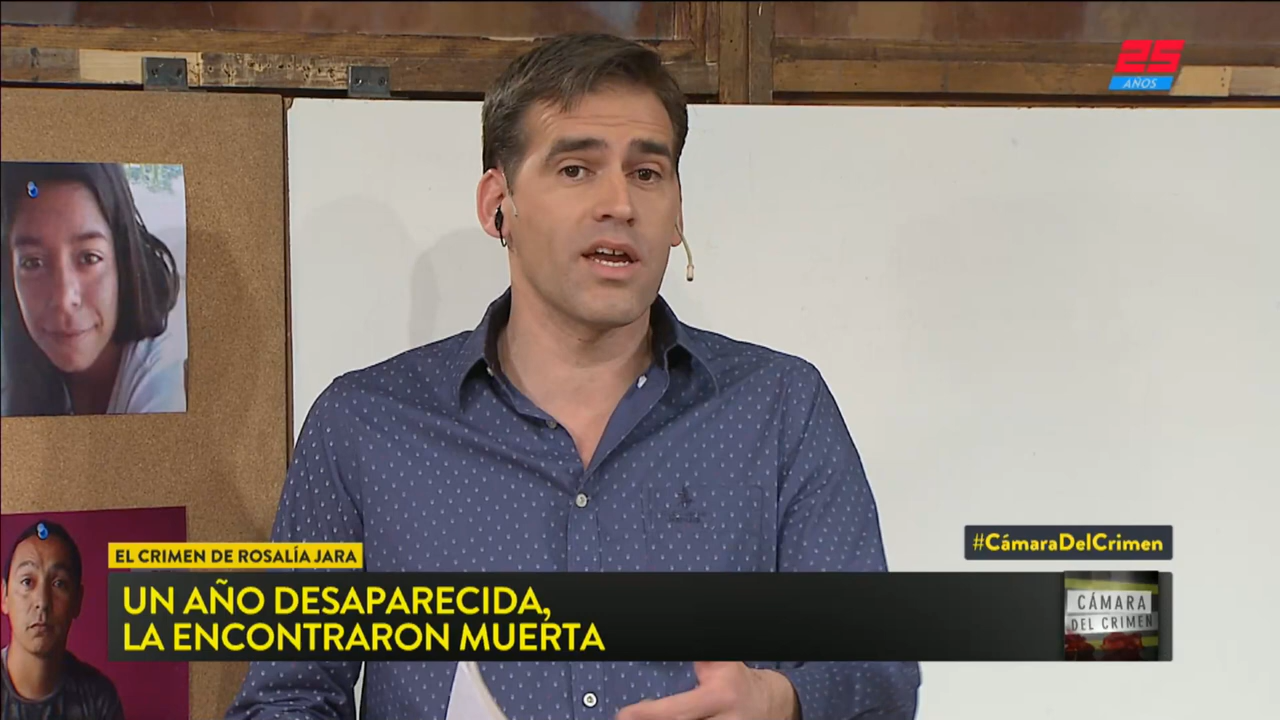 25
AÑOS
EL CRIMEN DE ROSALÍA JARA
#CámaraDelCrimen
UN AÑO DESAPARECIDA,
LA ENCONTRARON MUERTA
CÁMARA
DEL CRIMEN